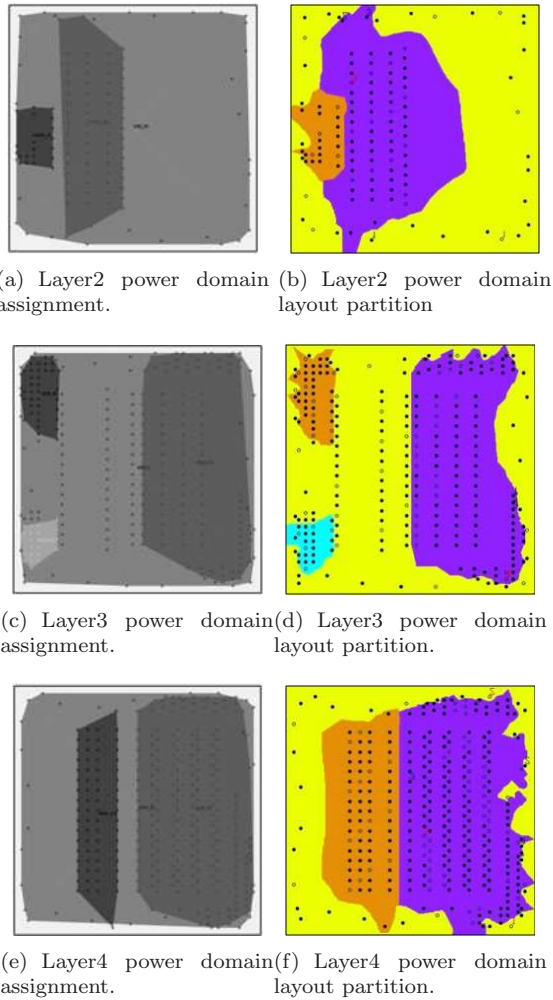 (a) Layer2 power domain
assignment.
(b) Layer2 power domain
layout partition
(c) Layer3 power domain
assignment.
(d) Layer3 power domain
layout partition.
(e) Layer4 power domain
assignment.
(f) Layer4 power domain
layout partition.